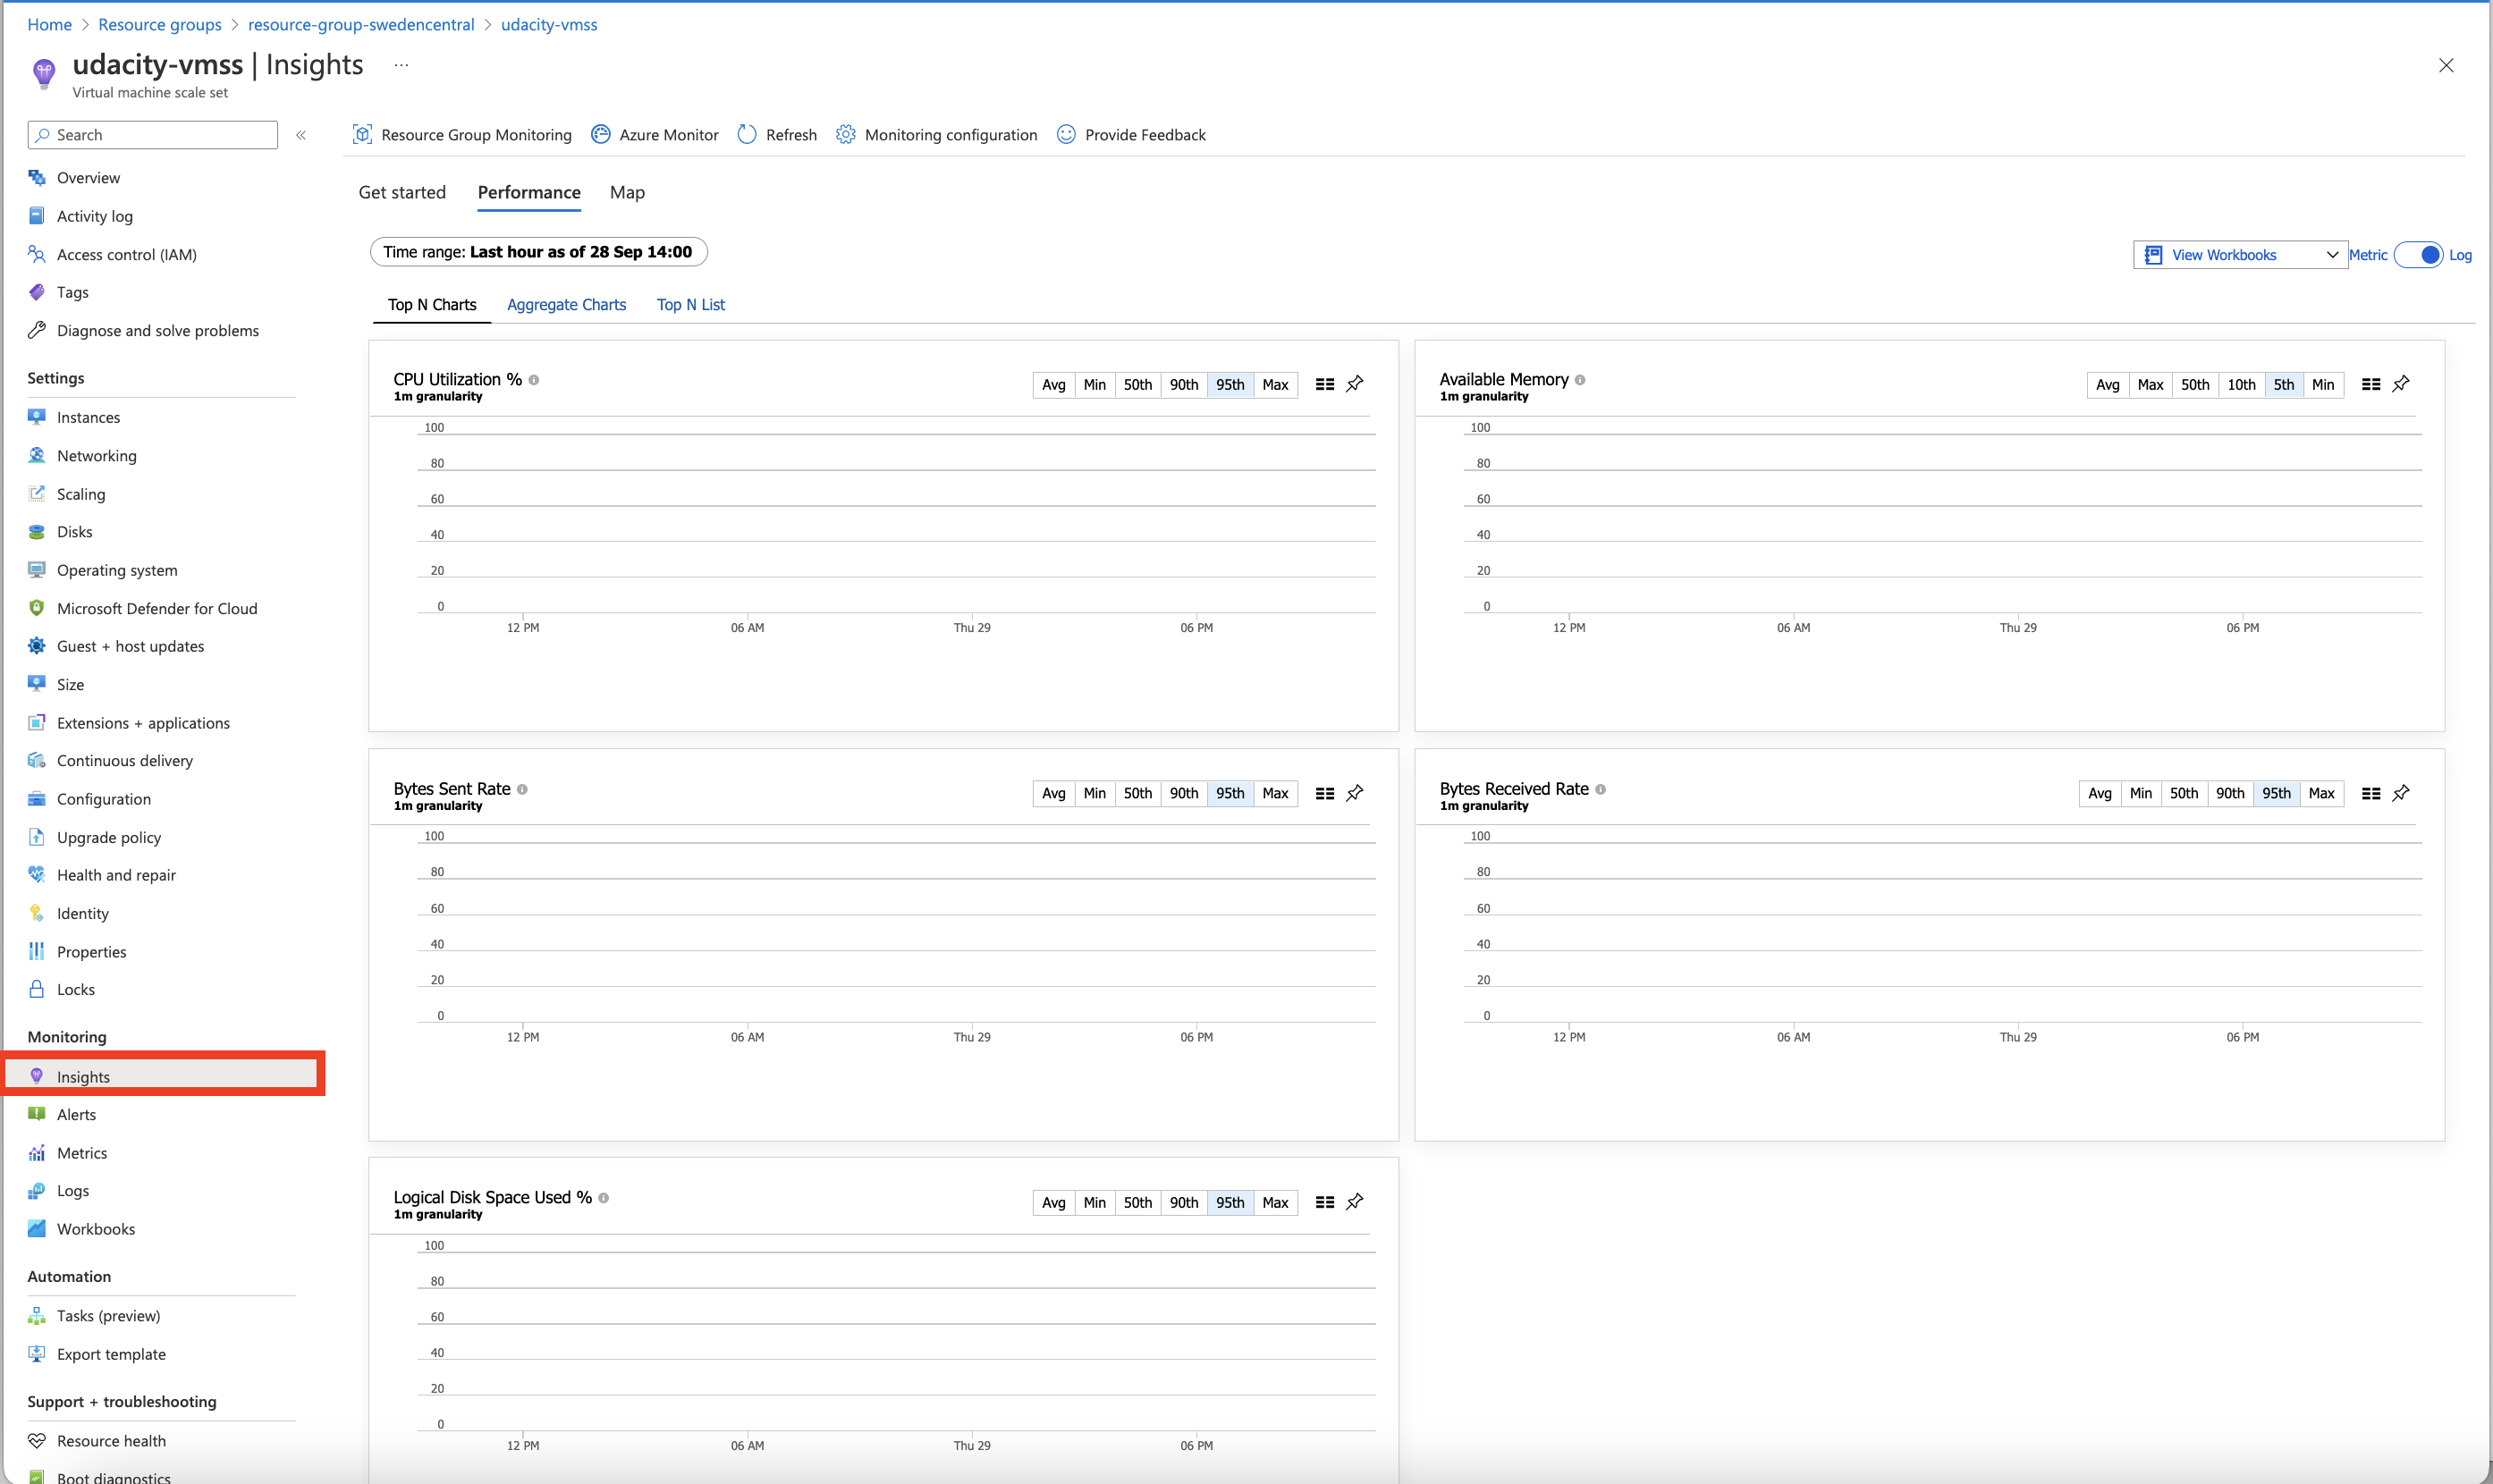 Home > Resource groups > resource-group-swedencentral > udacity-vmss
udacity-vmss | Insights ...
Virtual machine scale set
Search
«
Overview
Activity log
Access control (IAM)
Tags
Diagnose and solve problems
Settings
Instances
Networking
Scaling
Disks
Operating system
Microsoft Defender for Cloud
Guest + host updates
Size
Extensions + applications
Continuous delivery
Configuration
Upgrade policy
Health and repair
Identity
Properties
Locks
Monitoring
Insights
Alerts
Metrics
Logs
Workbooks
Automation
Tasks (preview)
Export template
Support + troubleshooting
Resource health
Boot diagnostics
Resource Group Monitoring Azure Monitor Refresh Monitoring configuration Provide Feedback
Get started Performance Map
Time range: Last hour as of 28 Sep 14:00
View Workbooks Metric Log
Top N Charts Aggregate Charts Top N List
CPU Utilization %
1m granularity
Avg Min 50th 90th 95th Max
100
80
60
40
20
0
12 PM 06 AM Thu 29 06 PM
Available Memory
1m granularity
Avg Max 50th 10th 5th Min
100
80
60
40
20
0
12 PM 06 AM Thu 29 06 PM
Bytes Sent Rate
1m granularity
Avg Min 50th 90th 95th Max
100
80
60
40
20
0
12 PM 06 AM Thu 29 06 PM
Bytes Received Rate
1m granularity
Avg Min 50th 90th 95th Max
100
80
60
40
20
0
12 PM 06 AM Thu 29 06 PM
Logical Disk Space Used %
1m granularity
Avg Min 50th 90th 95th Max
100
80
60
40
20
0
12 PM 06 AM Thu 29 06 PM